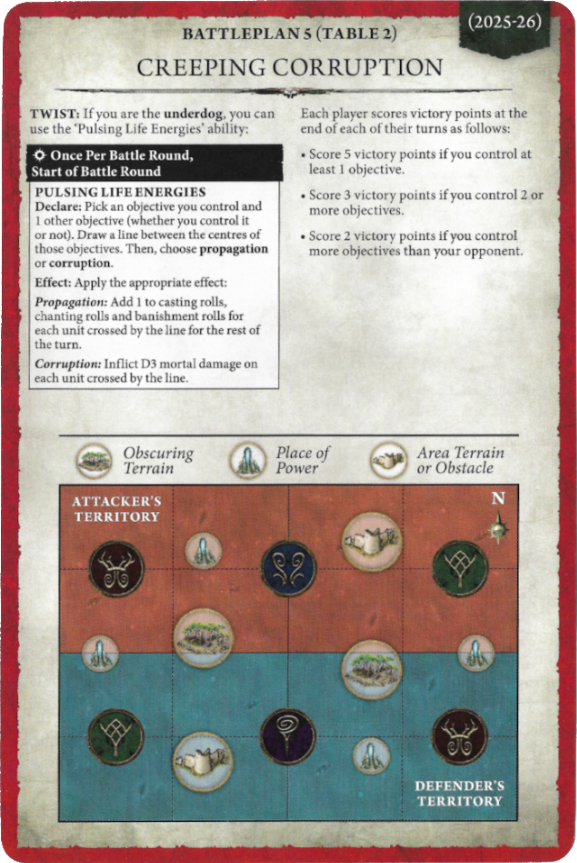 (2025-26)
BATTLEPLAN 5 (TABLE 2)
CREEPING CORRUPTION
TWIST: If you are the underdog, you can
use the 'Pulsing Life Energies' ability:
Once Per Battle Round,
Start of Battle Round
PULSING LIFE ENERGIES
Declare: Pick an objective you control and
1 other objective (whether you control it
or not). Draw a line between the centres of
those objectives. Then, choose propagation
or corruption.
Effect: Apply the appropriate effect:
Propagation: Add 1 to casting rolls,
chanting rolls and banishment rolls for
each unit crossed by the line for the rest of
the turn.
Corruption: Inflict D3 mortal damage on
each unit crossed by the line.
Each player scores victory points at the
end of each of their turns as follows:
• Score 5 victory points if you control at
least 1 objective.
• Score 3 victory points if you control 2 or
more objectives.
• Score 2 victory points if you control
more objectives than your opponent.
Obscuring
Terrain
Place of
Power
Area Terrain
or Obstacle
ATTACKER'S
TERRITORY
N
DEFENDER'S
TERRITORY